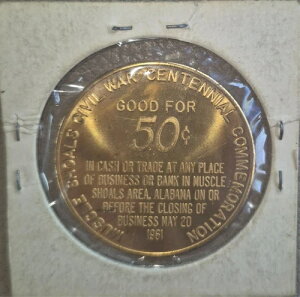 MUSCLE SHOALS CIVIL WAR CENTENNIAL COMMEMORATION
GOOD FOR
50¢
IN CASH OR TRADE AT ANY PLACE
OF BUSINESS OR BANK IN MUSCLE
SHOALS AREA, ALABAMA ON OR
BEFORE THE CLOSING OF
BUSINESS MAY 20
1961